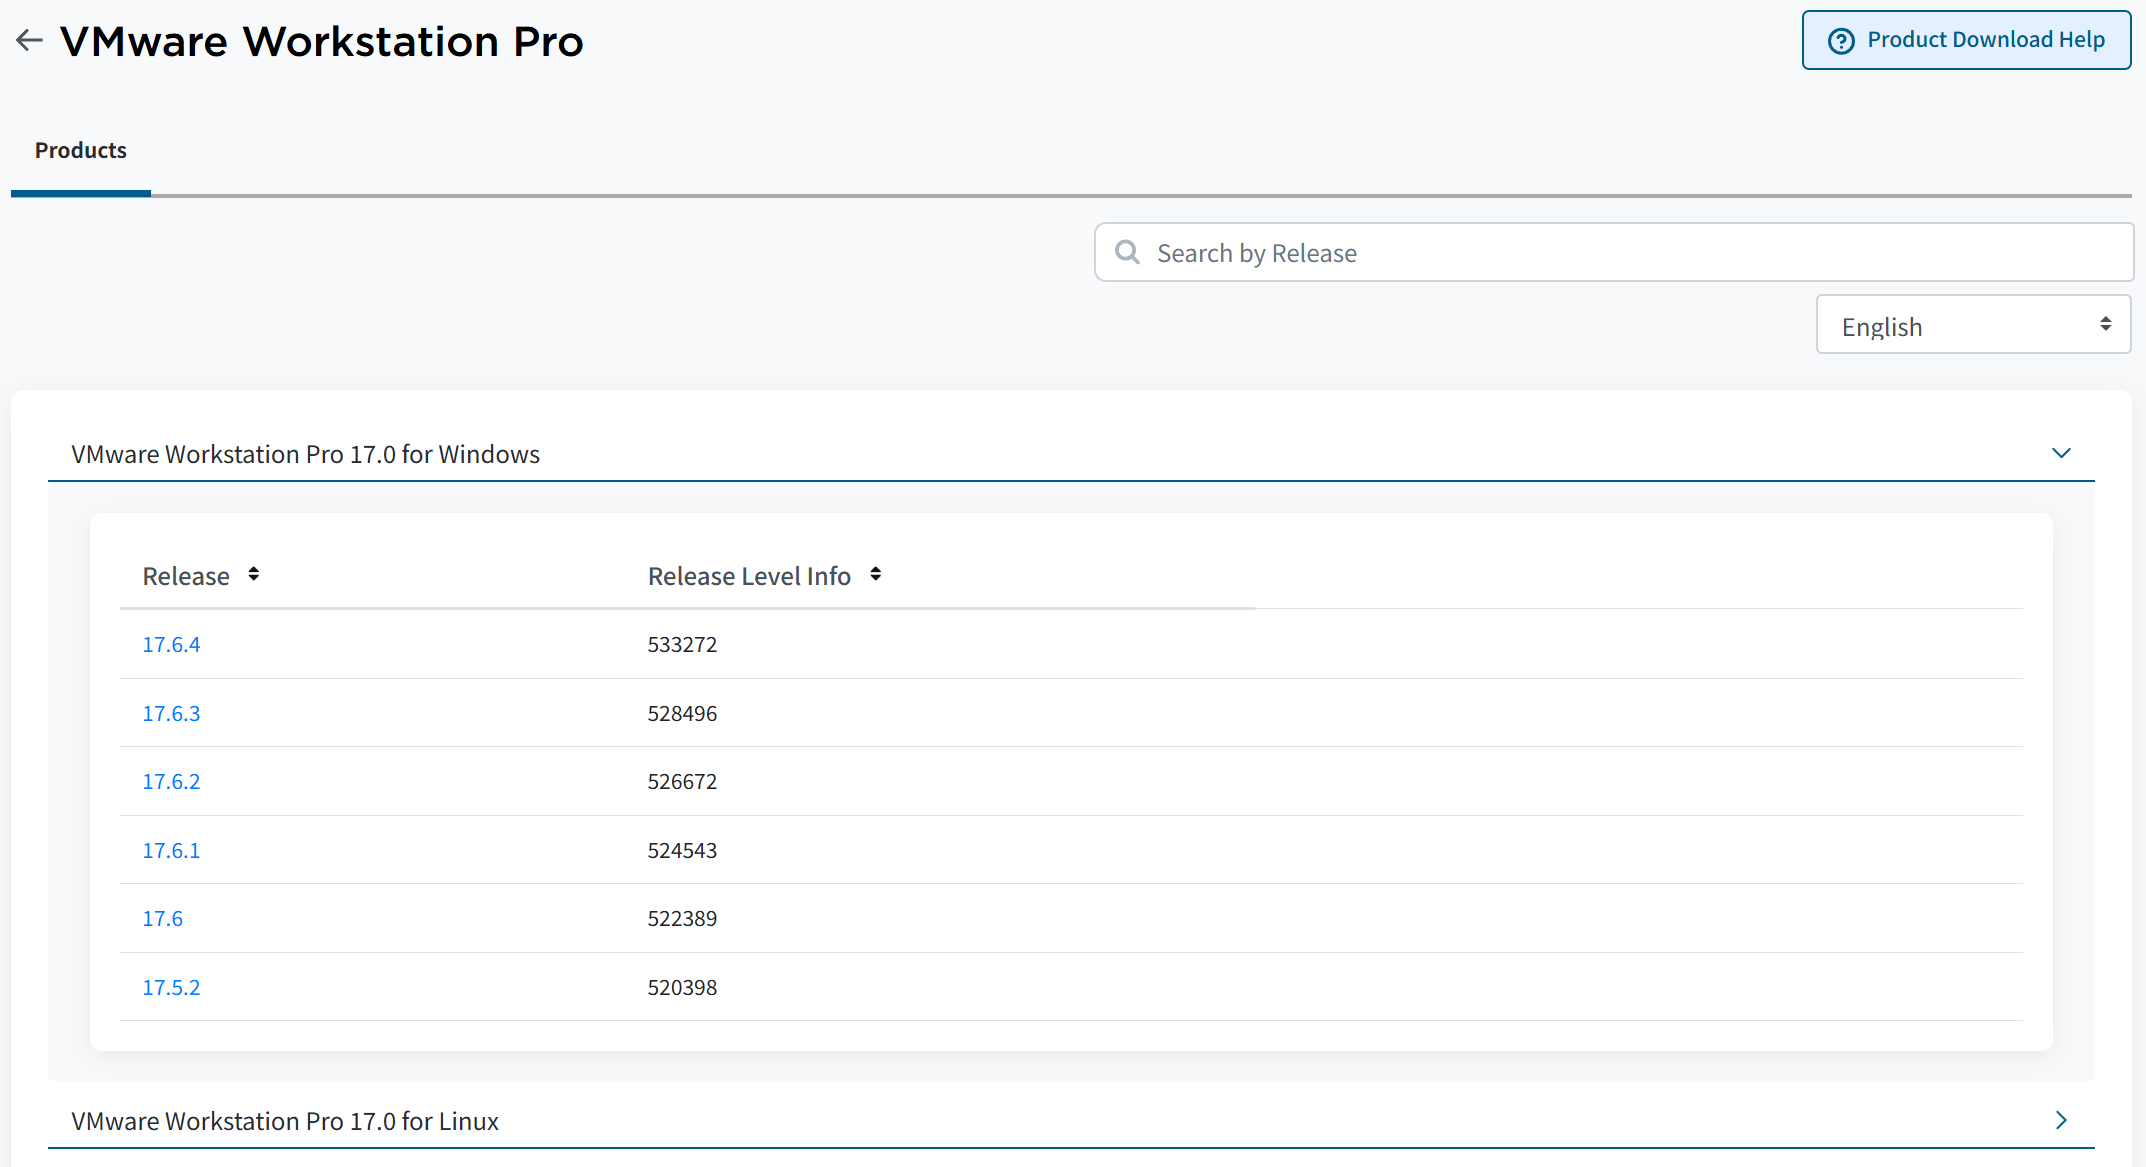 VMware Workstation Pro
Product Download Help
Products
Search by Release
English
VMware Workstation Pro 17.0 for Windows
Release Release Level Info
17.6.4 533272
17.6.3 528496
17.6.2 526672
17.6.1 524543
17.6 522389
17.5.2 520398
VMware Workstation Pro 17.0 for Linux